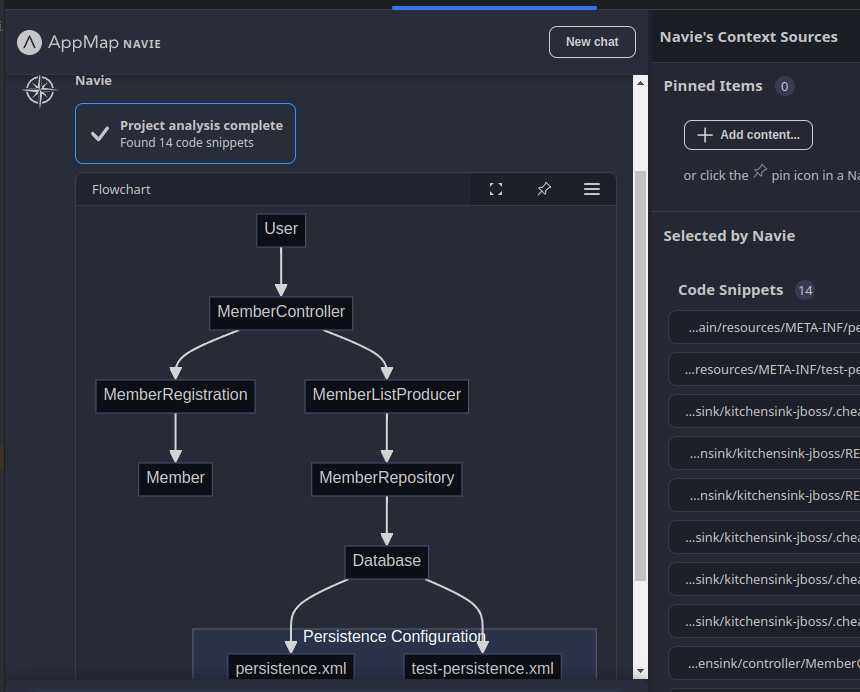 AppMap NAVIE
New chat
Navie
Project analysis complete
Found 14 code snippets
Flowchart
User
MemberController
MemberRegistration
MemberListProducer
Member
MemberRepository
Database
Persistence Configuration
persistence.xml
test-persistence.xml
Navie's Context Sources
Pinned Items 0
Add content...
or click the pin icon in a Na
Selected by Navie
Code Snippets 14
...ain/resources/META-INF/pe
...resources/META-INF/test-pe
...sink/kitchensink-jboss/.chea
...nsink/kitchensink-jboss/RE
...nsink/kitchensink-jboss/RE
...sink/kitchensink-jboss/.chea
...sink/kitchensink-jboss/.chea
...sink/kitchensink-jboss/.chea
...ensink/controller/MemberC